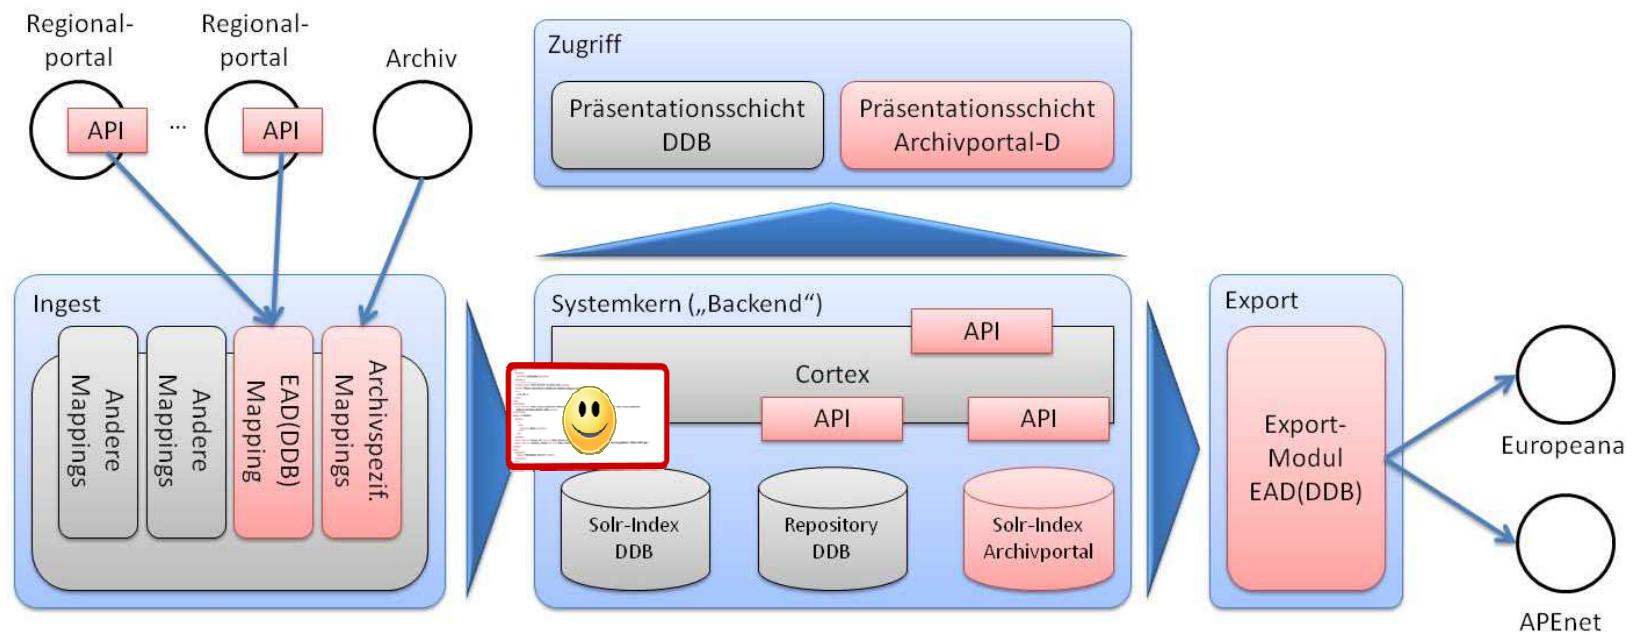 Regional-
portal
Regional-
portal
Archiv
API
...
API
Zugriff
Präsentationsschicht
DDB
Präsentationsschicht
Archivportal-D
Ingest
Andere
Mappings
Andere
Mappings
EAD(DDB)
Mappping
Archivspezif.
Mappings
Systemkern („Backend“)
API
Cortex
API
API
Solr-Index
DDB
Repository
DDB
Solr-Index
Archivportal
Export
Export-
Modul
EAD(DDB)
Europeana
APEnet